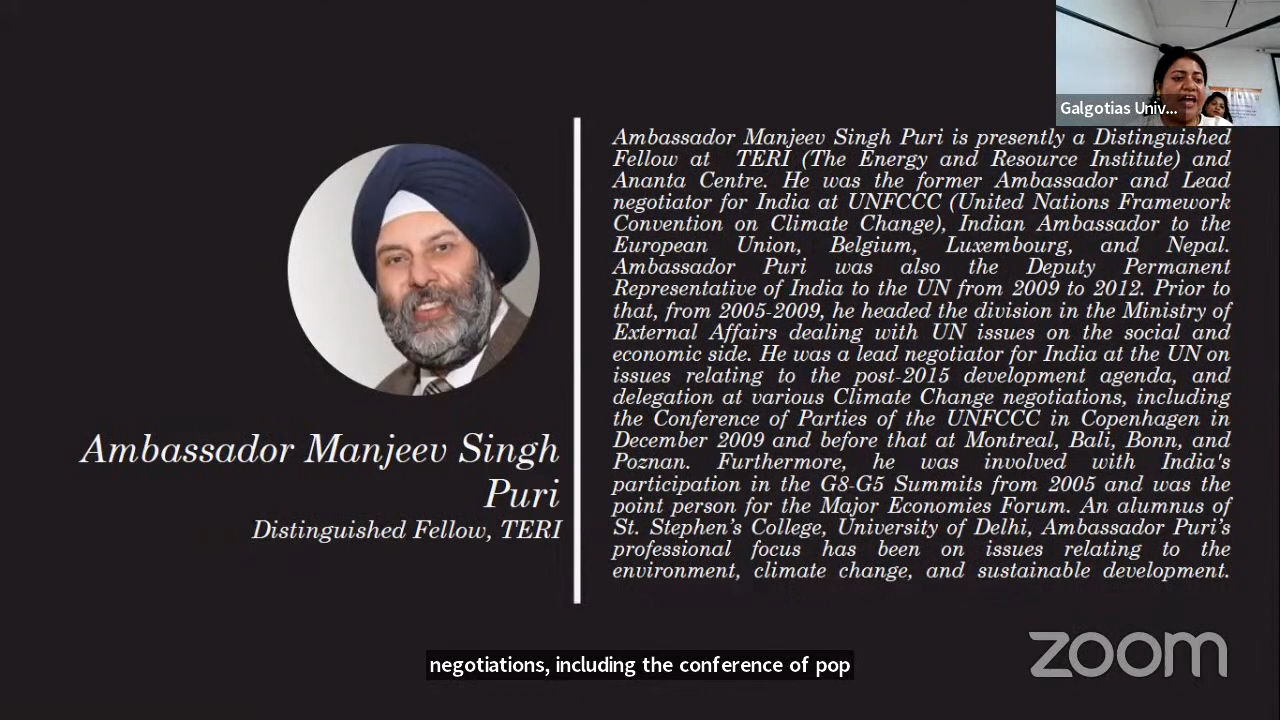 Galgotias Univ...
Ambassador Manjeev Singh Puri is presently a Distinguished
Fellow at TERI (The Energy and Resource Institute) and
Ananta Centre. He was the former Ambassador and Lead
negotiator for India at UNFCCC (United Nations Framework
Convention on Climate Change), Indian Ambassador to the
European Union, Belgium, Luxembourg, and Nepal.
Ambassador Puri was also the Deputy Permanent
Representative of India to the UN from 2009 to 2012. Prior to
that, from 2005-2009, he headed the division in the Ministry of
External Affairs dealing with UN issues on the social and
economic side. He was a lead negotiator for India at the UN on
issues relating to the post-2015 development agenda, and
delegation at various Climate Change negotiations, including
the Conference of Parties of the UNFCCC in Copenhagen in
December 2009 and before that at Montreal, Bali, Bonn, and
Poznan. Furthermore, he was involved with India's
participation in the G8-G5 Summits from 2005 and was the
point person for the Major Economies Forum. An alumnus of
St. Stephen’s College, University of Delhi, Ambassador Puri’s
professional focus has been on issues relating to the
environment, climate change, and sustainable development.
Ambassador Manjeev Singh
Puri
Distinguished Fellow, TERI
negotiations, including the conference of pop
zoom